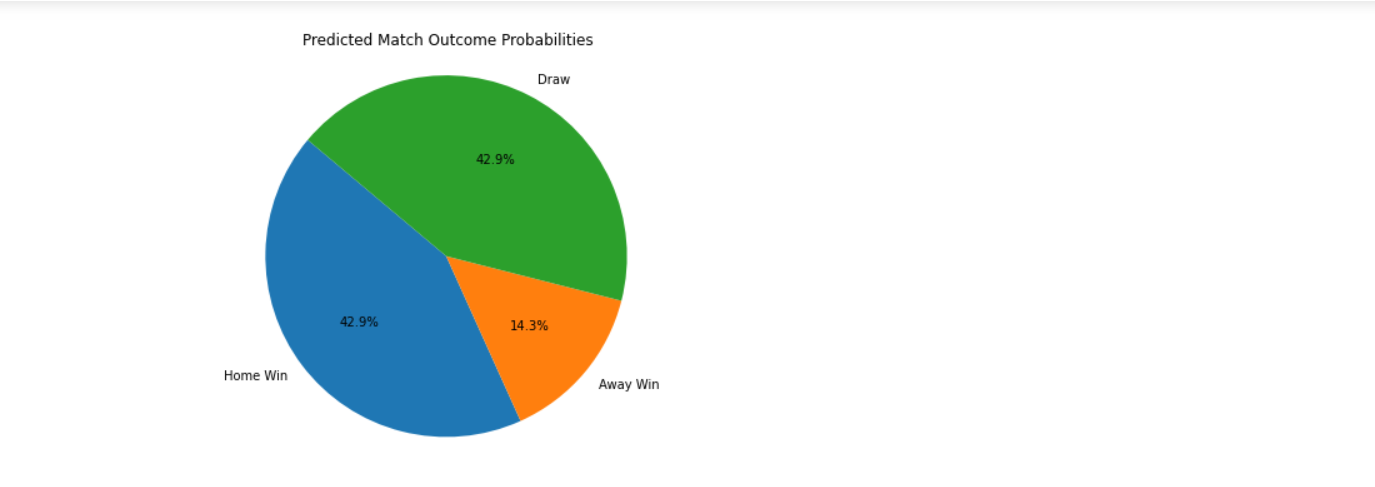 Predicted Match Outcome Probabilities
Draw
42.9%
42.9%
14.3%
Home Win
Away Win